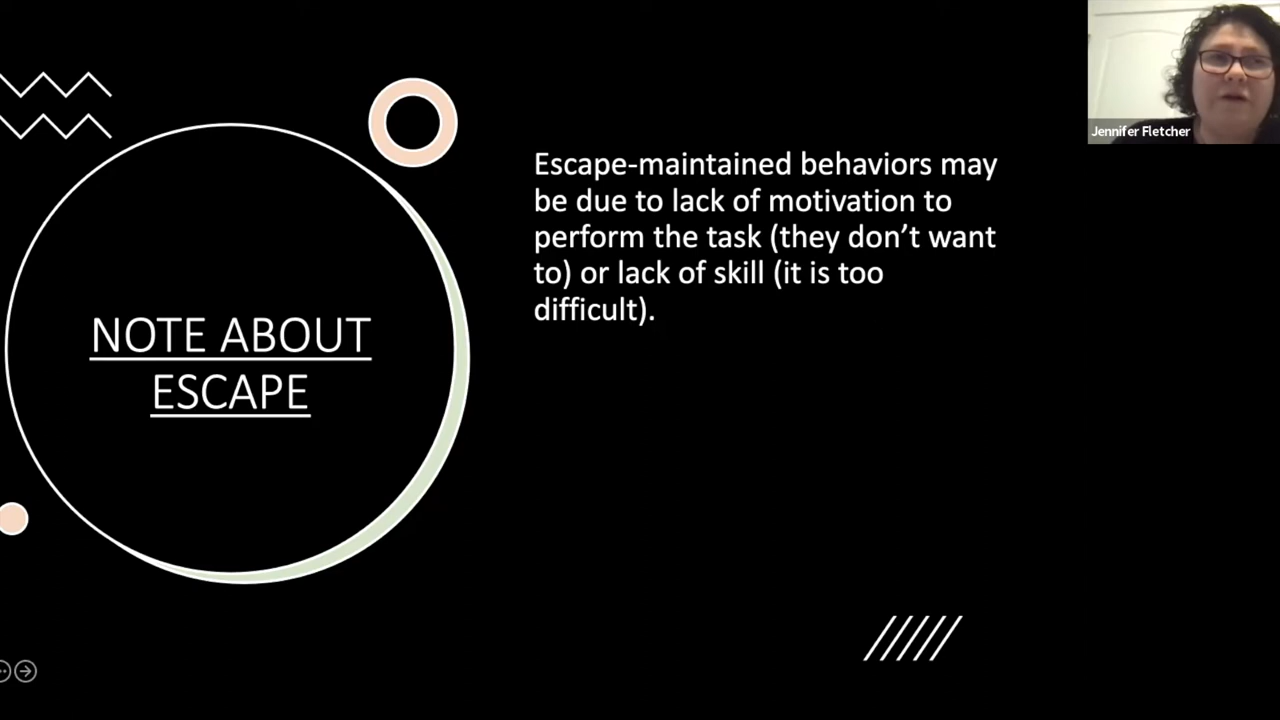 Jennifer Fletcher
NOTE ABOUT
ESCAPE
Escape-maintained behaviors may
be due to lack of motivation to
perform the task (they don’t want
to) or lack of skill (it is too
difficult).